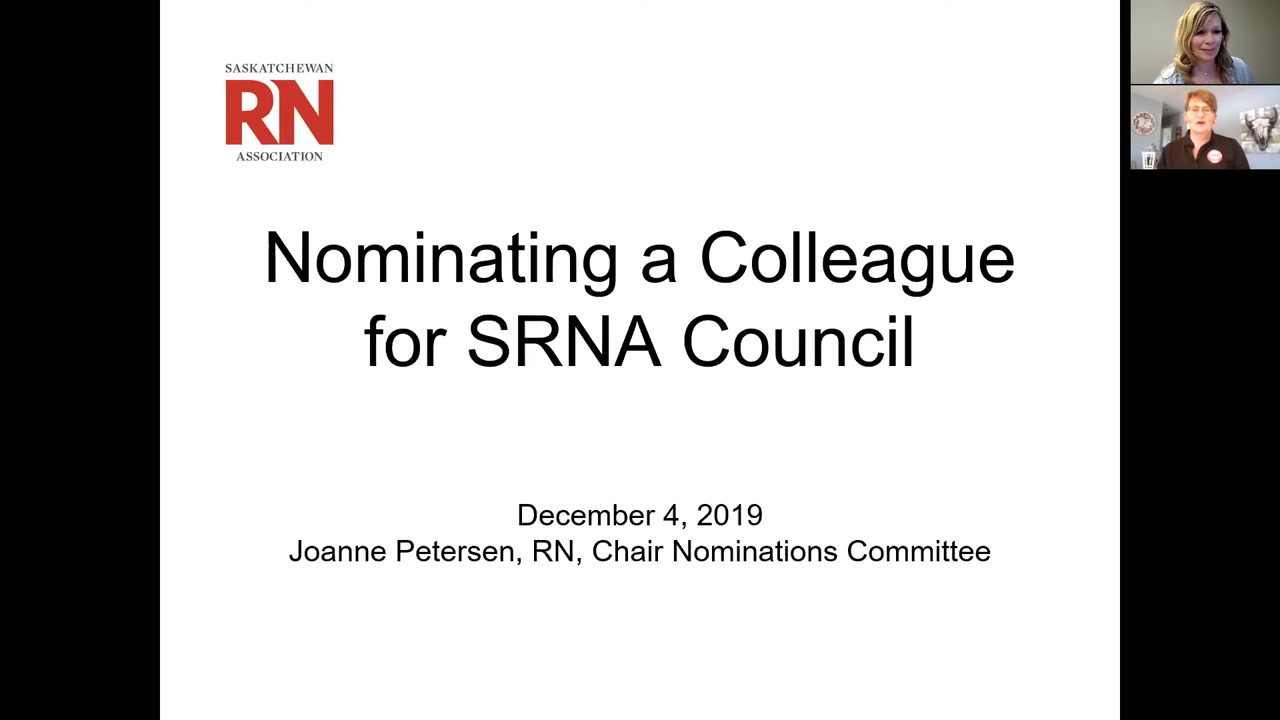 SASKATCHEWAN
RN
ASSOCIATION
Nominating a Colleague
for SRNA Council
December 4, 2019
Joanne Petersen, RN, Chair Nominations Committee